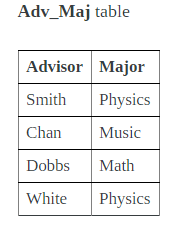 Adv_Maj table
Advisor Major
Smith Physics
Chan Music
Dobbs Math
White Physics